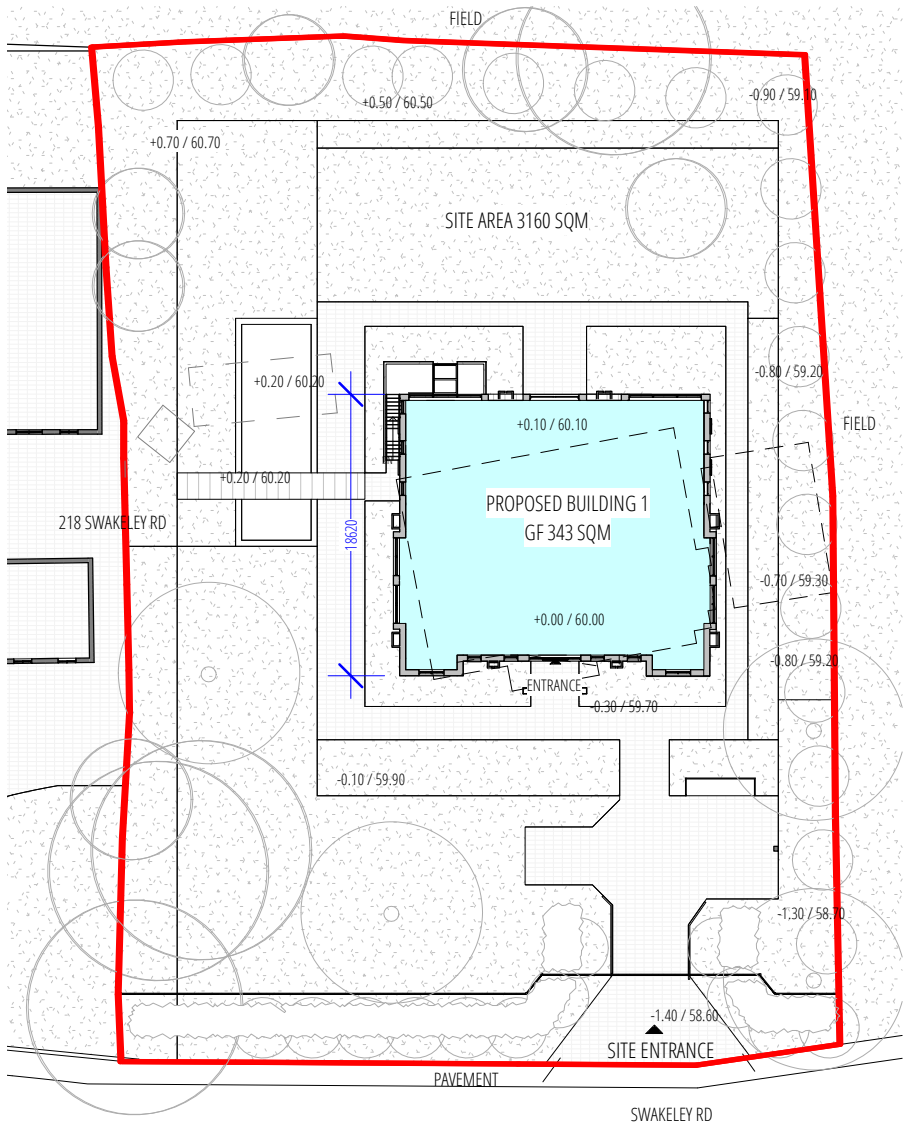 FIELD
-0.90 / 59.10
+0.50 / 60.50
+0.70 / 60.70
SITE AREA 3160 SQM
-0.80 / 59.20
+0.20 / 60.20
FIELD
+0.10 / 60.10
+0.20 / 60.20
PROPOSED BUILDING 1
GF 343 SQM
218 SWAKELEY RD
18620
-0.70 / 59.30
+0.00 / 60.00
-0.80 / 59.20
ENTRANCE
-0.30 / 59.70
-0.10 / 59.90
-1.30 / 58.70
-1.40 / 58.60
SITE ENTRANCE
PAVEMENT
SWAKELEY RD